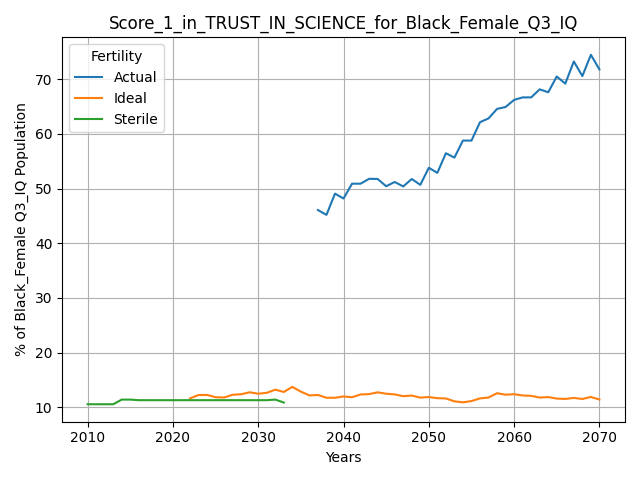 Score_1_in_TRUST_IN_SCIENCE_for_Black_Female_Q3_IQ
Fertility
Actual
Ideal
Sterile
% of Black_Female Q3_IQ Population
70
60
50
40
30
20
10
2010 2020 2030 2040 2050 2060 2070
Years